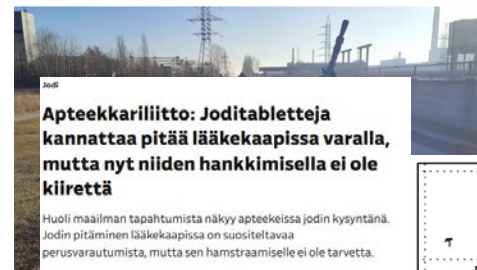 Jodi
Apteekkariliitto: Joditabletteja
kannattaa pitää lääkekaapissa varalla,
mutta nyt niiden hankkimisella ei ole
kiirettä
Huoli maailman tapahtumista näkyy apteekeissa jodin kysyntänä.
Jodin pitäminen lääkekaapissa on suositeltavaa
perusvarautumista, mutta sen hamstraamiselle ei ole tarvetta.